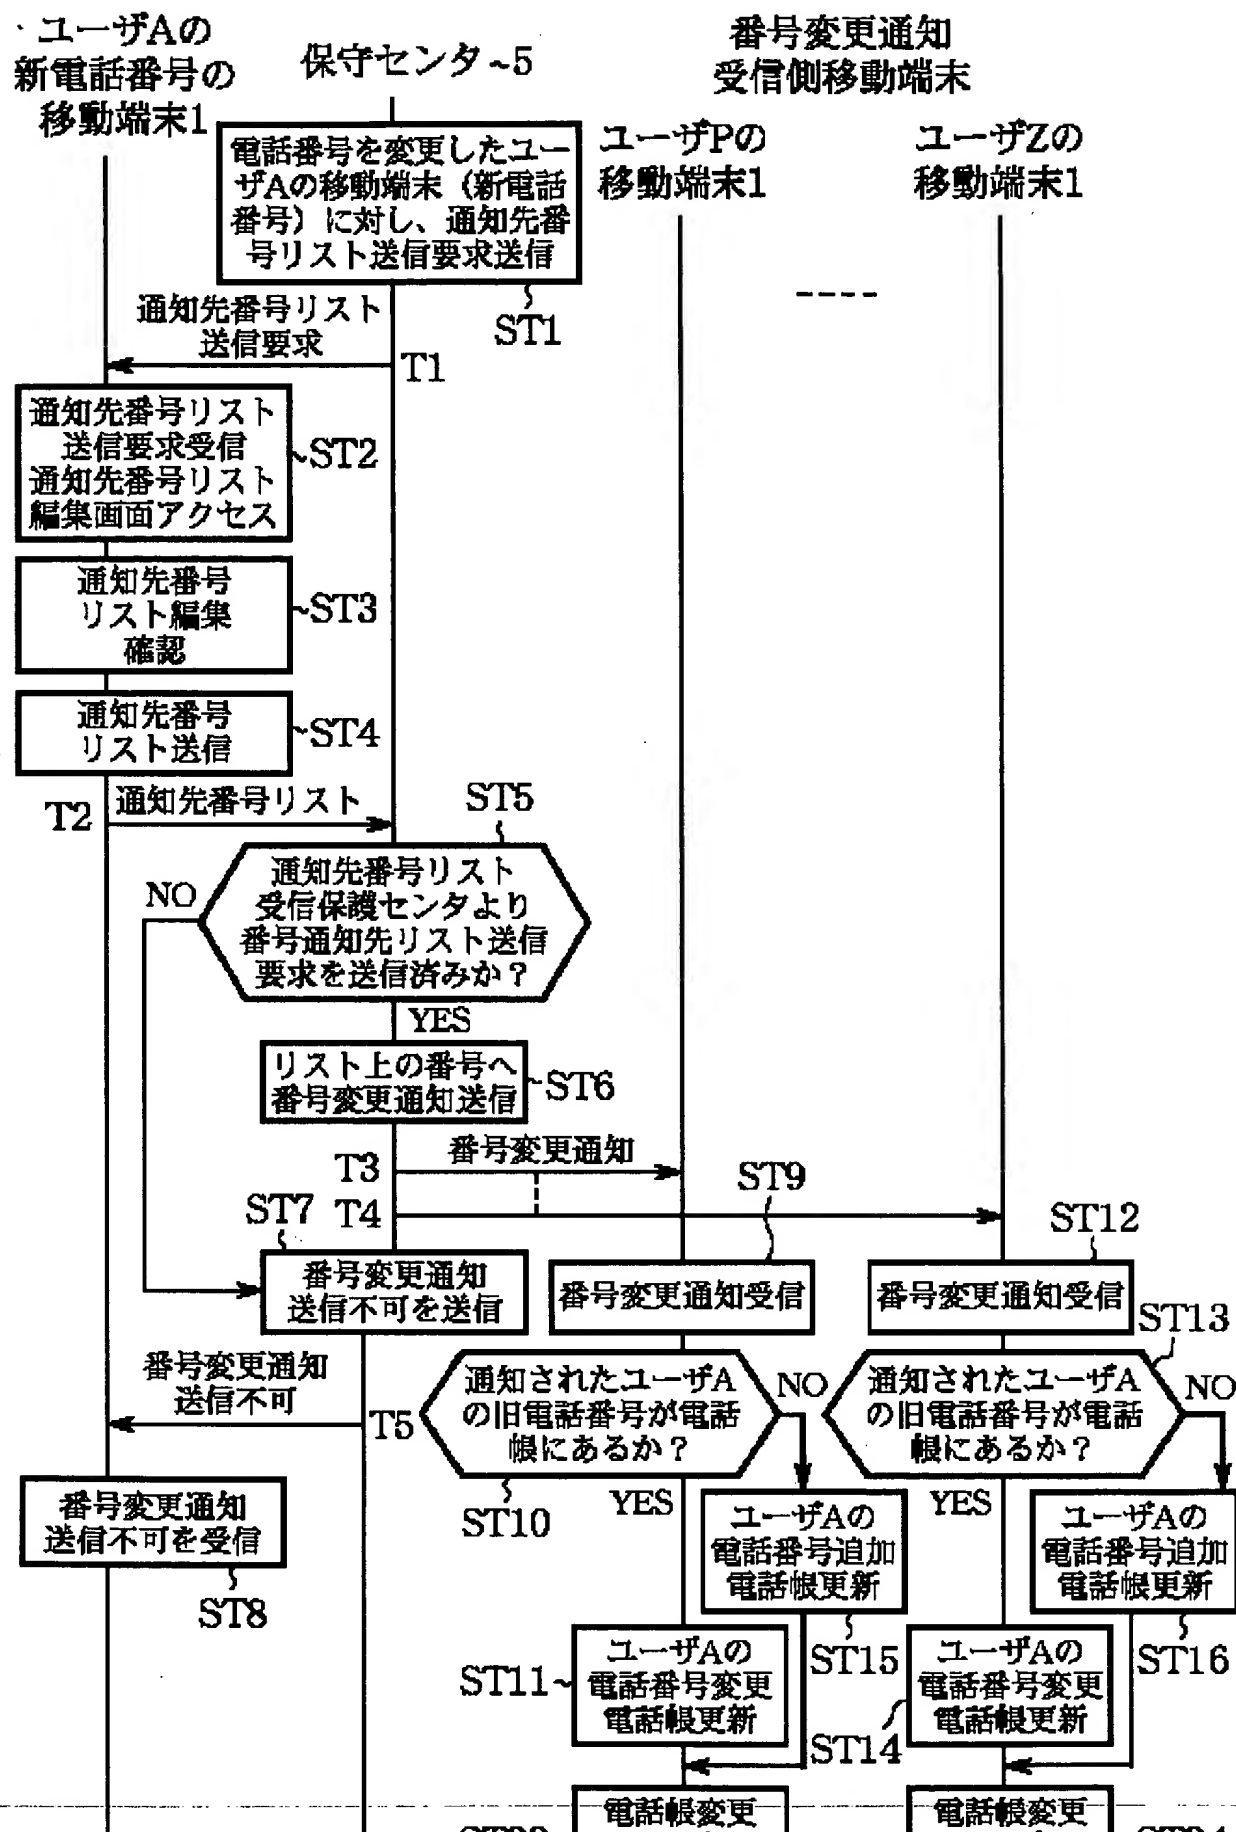 ユーザAの
新電話番号の
移動端末1
保守センタ~5
番号変更通知
受信側移動端末
ユーザPの
移動端末1
ユーザZの
移動端末1
電話番号を変更したユー
ザAの移動端末（新電話
番号）に対し、通知先番
号リスト送信要求送信
ST1
通知先番号リスト
送信要求
T1
通知先番号リスト
送信要求受信
通知先番号リスト
編集画面アクセス
ST2
通知先番号
リスト編集
確認
ST3
通知先番号
リスト送信
ST4
T2
通知先番号リスト
ST5
通知先番号リスト
受信保護センタより
番号通知先リスト送信
要求を送信済みか？
NO
YES
リスト上の番号へ
番号変更通知送信
ST6
T3
番号変更通知
T4
ST7
番号変更通知
送信不可を送信
ST9
番号変更通知受信
ST12
番号変更通知受信
番号変更通知
送信不可
T5
番号変更通知
送信不可を受信
ST8
通知されたユーザA
の旧電話番号が電話
帳にあるか？
NO
ST10
YES
ST13
通知されたユーザA
の旧電話番号が電話
帳にあるか？
NO
YES
ユーザAの
電話番号追加
電話帳更新
ST15
ユーザAの
電話番号追加
電話帳更新
ST16
ST11
ユーザAの
電話番号変更
電話帳更新
ST14
ユーザAの
電話番号変更
電話帳更新
電話帳変更
電話帳変更